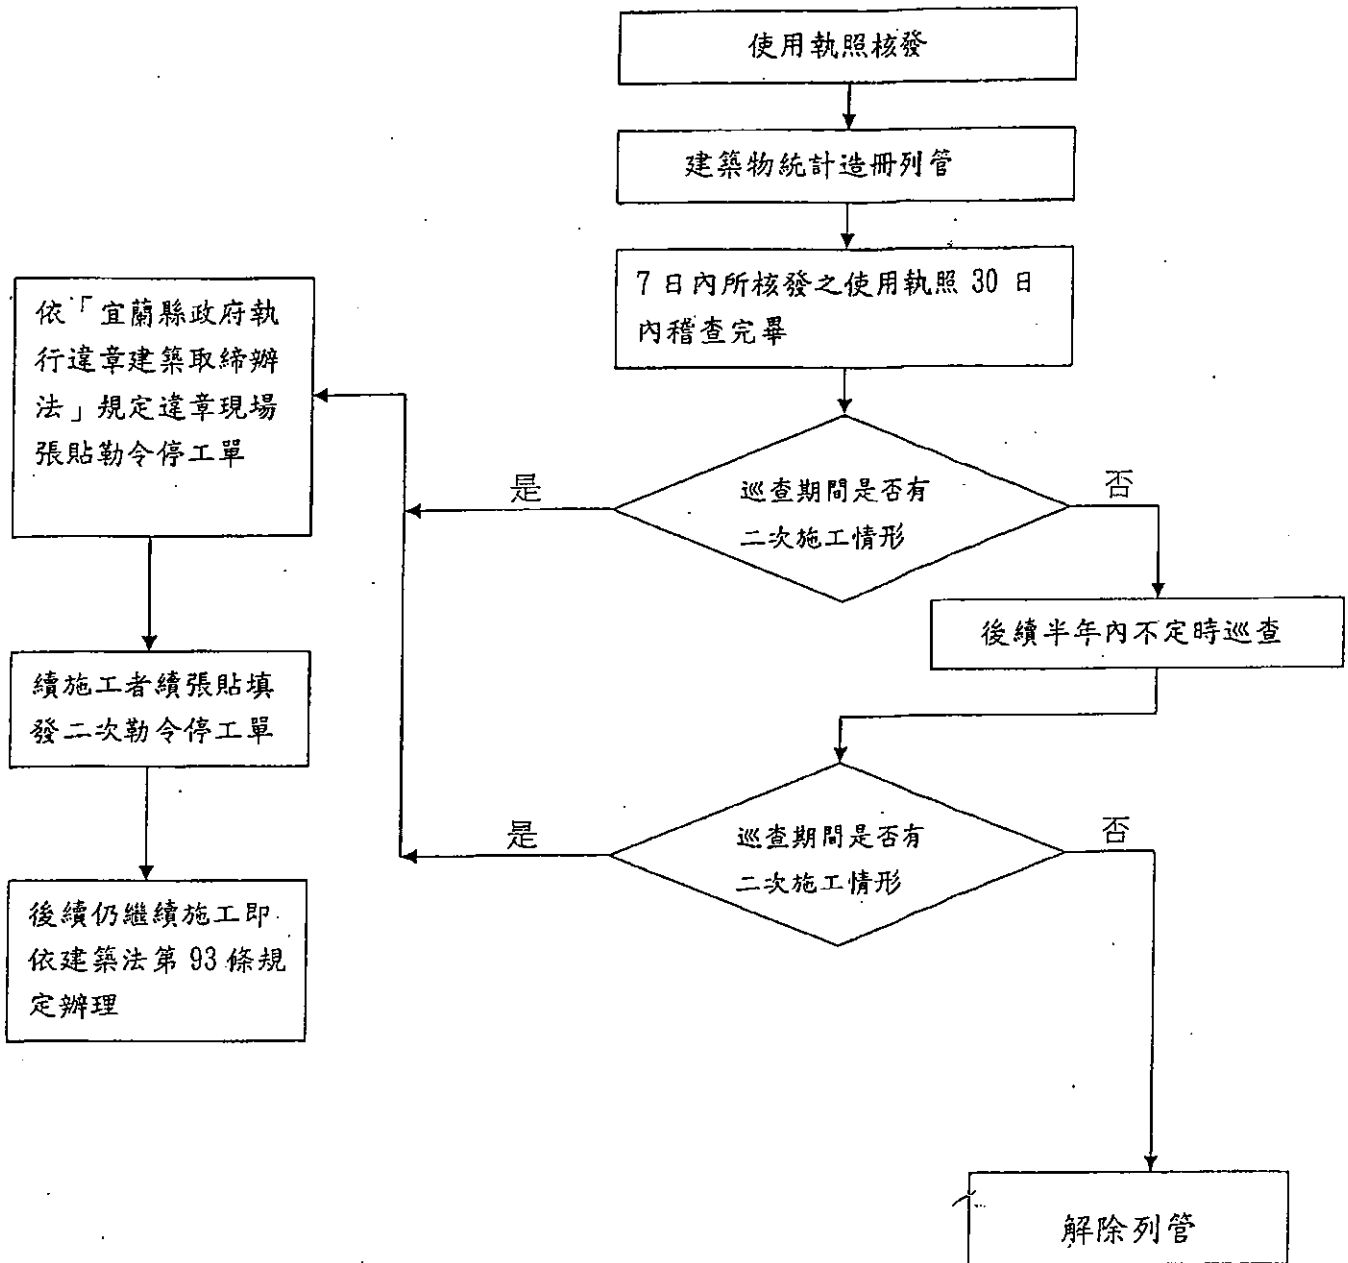 使用執照核發
建築物統計造冊列管
7 日內所核發之使用執照 30 日
內稽查完畢
巡查期間是否有
二次施工情形
是
否
依「宜蘭縣政府執
行違章建築取締辦
法」規定違章現場
張貼勒令停工單
續施工者續張貼填
發二次勒令停工單
後續仍繼續施工即
依建築法第 93 條規
定辦理
後續半年內不定時巡查
巡查期間是否有
二次施工情形
是
否
解除列管